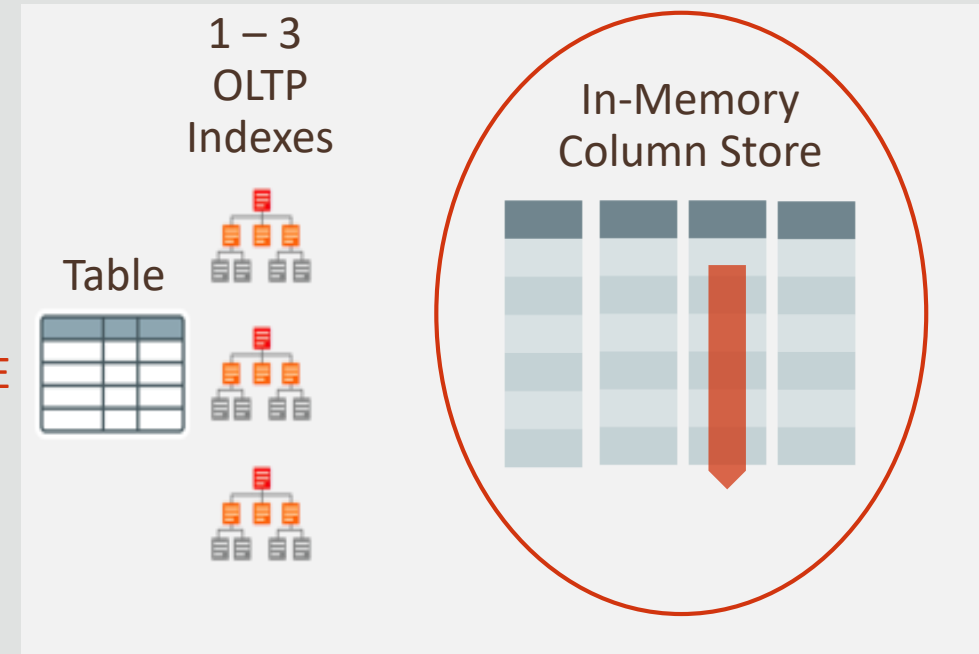 1 – 3
OLTP
Indexes
In-Memory
Column Store
Table
E